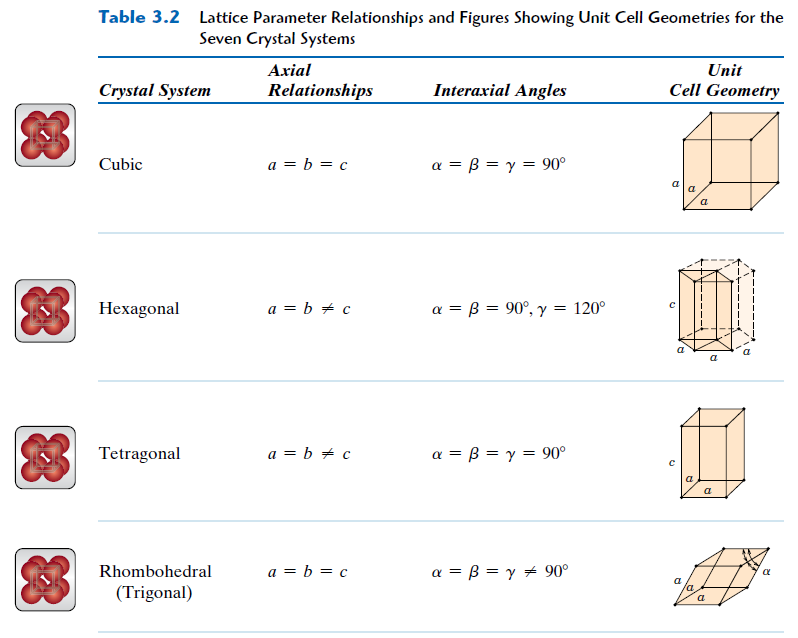 Table 3.2 Lattice Parameter Relationships and Figures Showing Unit Cell Geometries for the
Seven Crystal Systems
Crystal System
Axial
Relationships
Interaxial Angles
Unit
Cell Geometry
Cubic
a = b = c
α = β = γ = 90°
a
a
a
Hexagonal
a = b ≠ c
α = β = 90°, γ = 120°
c
a
a
a
Tetragonal
a = b ≠ c
α = β = γ = 90°
c
a
a
Rhombohedral
(Trigonal)
a = b = c
α = β = γ ≠ 90°
a
a
a
α